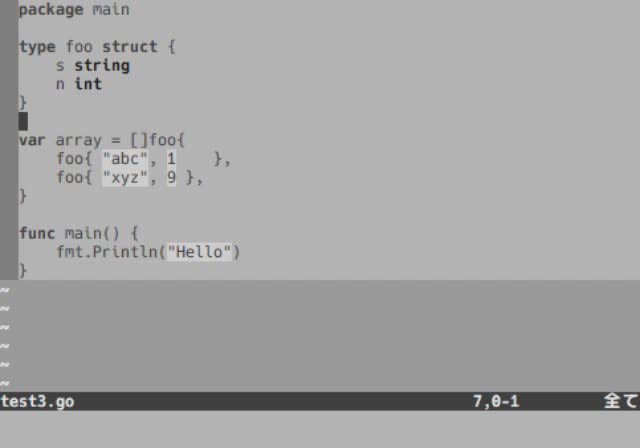 package main

type foo struct {
    s string
    n int
}

var array = []foo{
    foo{ "abc", 1    },
    foo{ "xyz", 9 },
}

func main() {
    fmt.Println("Hello")
}
~
~
~
~
~
~
test3.go 7,0-1 全て